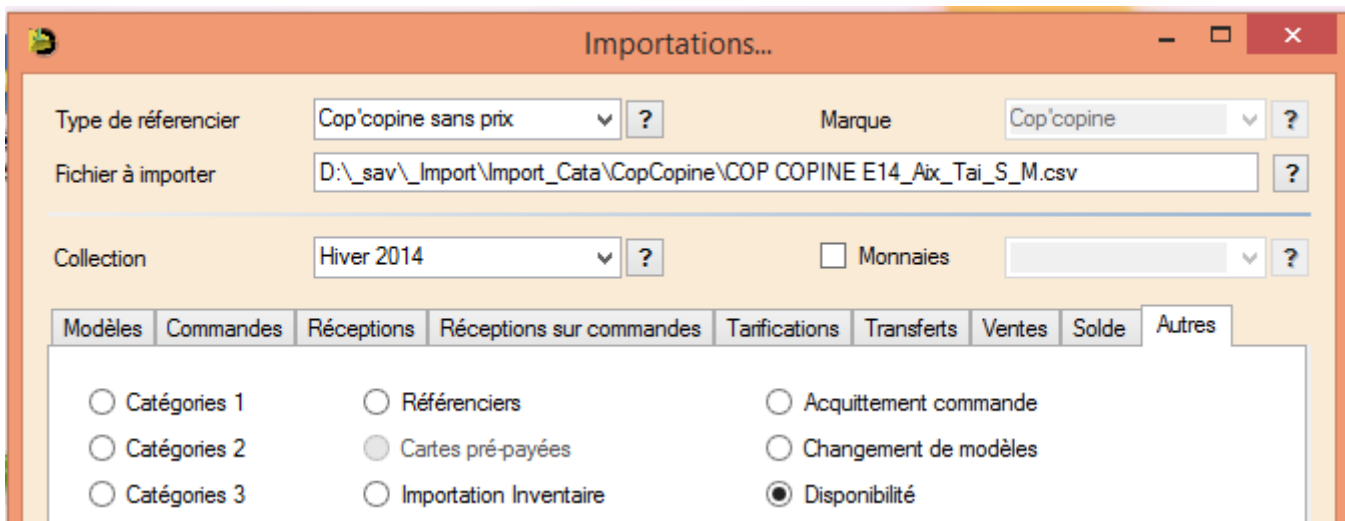 Importations...
Type de réferencier Cop'copine sans prix ? Marque Cop'copine ?
Fichier à importer D:\_sav\_Import\Import_Cata\CopCopine\COP COPINE E14_Aix_Tai_S_M.csv ?
Collection Hiver 2014 ? Monnaies ?
Modèles Commandes Réceptions Réceptions sur commandes Tarifications Transferts Ventes Solde Autres
Catégories 1 Référenciers Acquittement commande
Catégories 2 Cartes pré-payées Changement de modèles
Catégories 3 Importation Inventaire Disponibilité